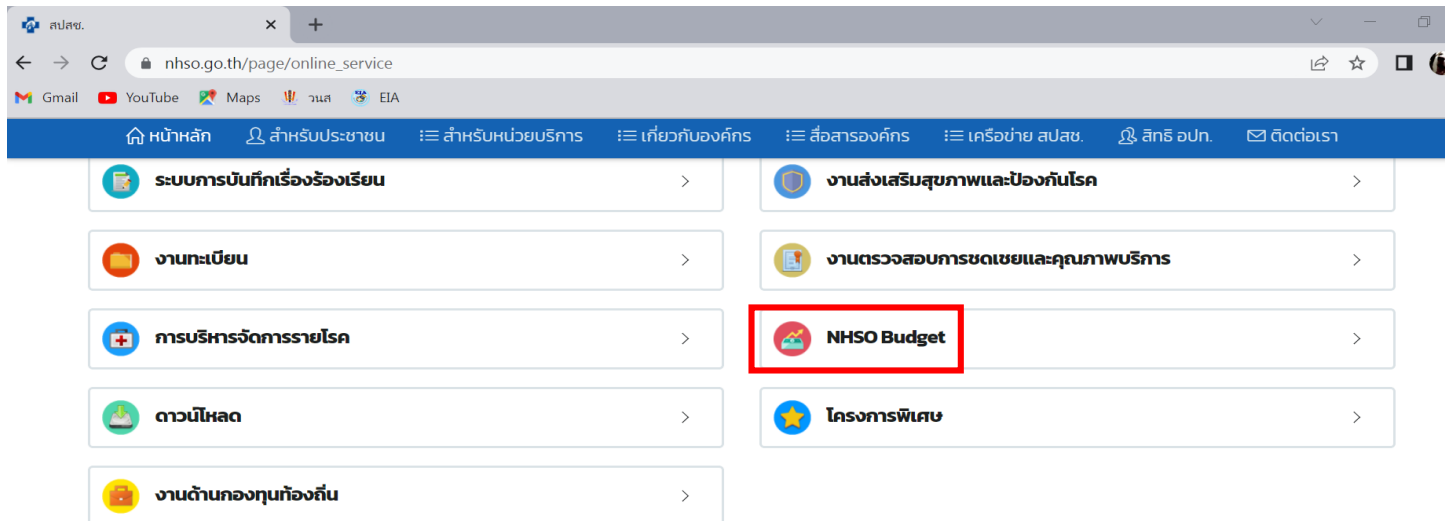 สปสช.
nhso.go.th/page/online_service
Gmail YouTube Maps วนส EIA
หน้าหลัก สำหรับประชาชน สำหรับหน่วยบริการ เกี่ยวกับองค์กร สื่อสารองค์กร เครือข่าย สปสช. สิทธิ อปท. ติดต่อเรา
ระบบการบันทึกเรื่องร้องเรียน งานส่งเสริมสุขภาพและป้องกันโรค
งานทะเบียน งานตรวจสอบการชดเชยและคุณภาพบริการ
การบริหารจัดการรายโรค NHSO Budget
ดาวน์โหลด โครงการพิเศษ
งานด้านกองทุนท้องถิ่น